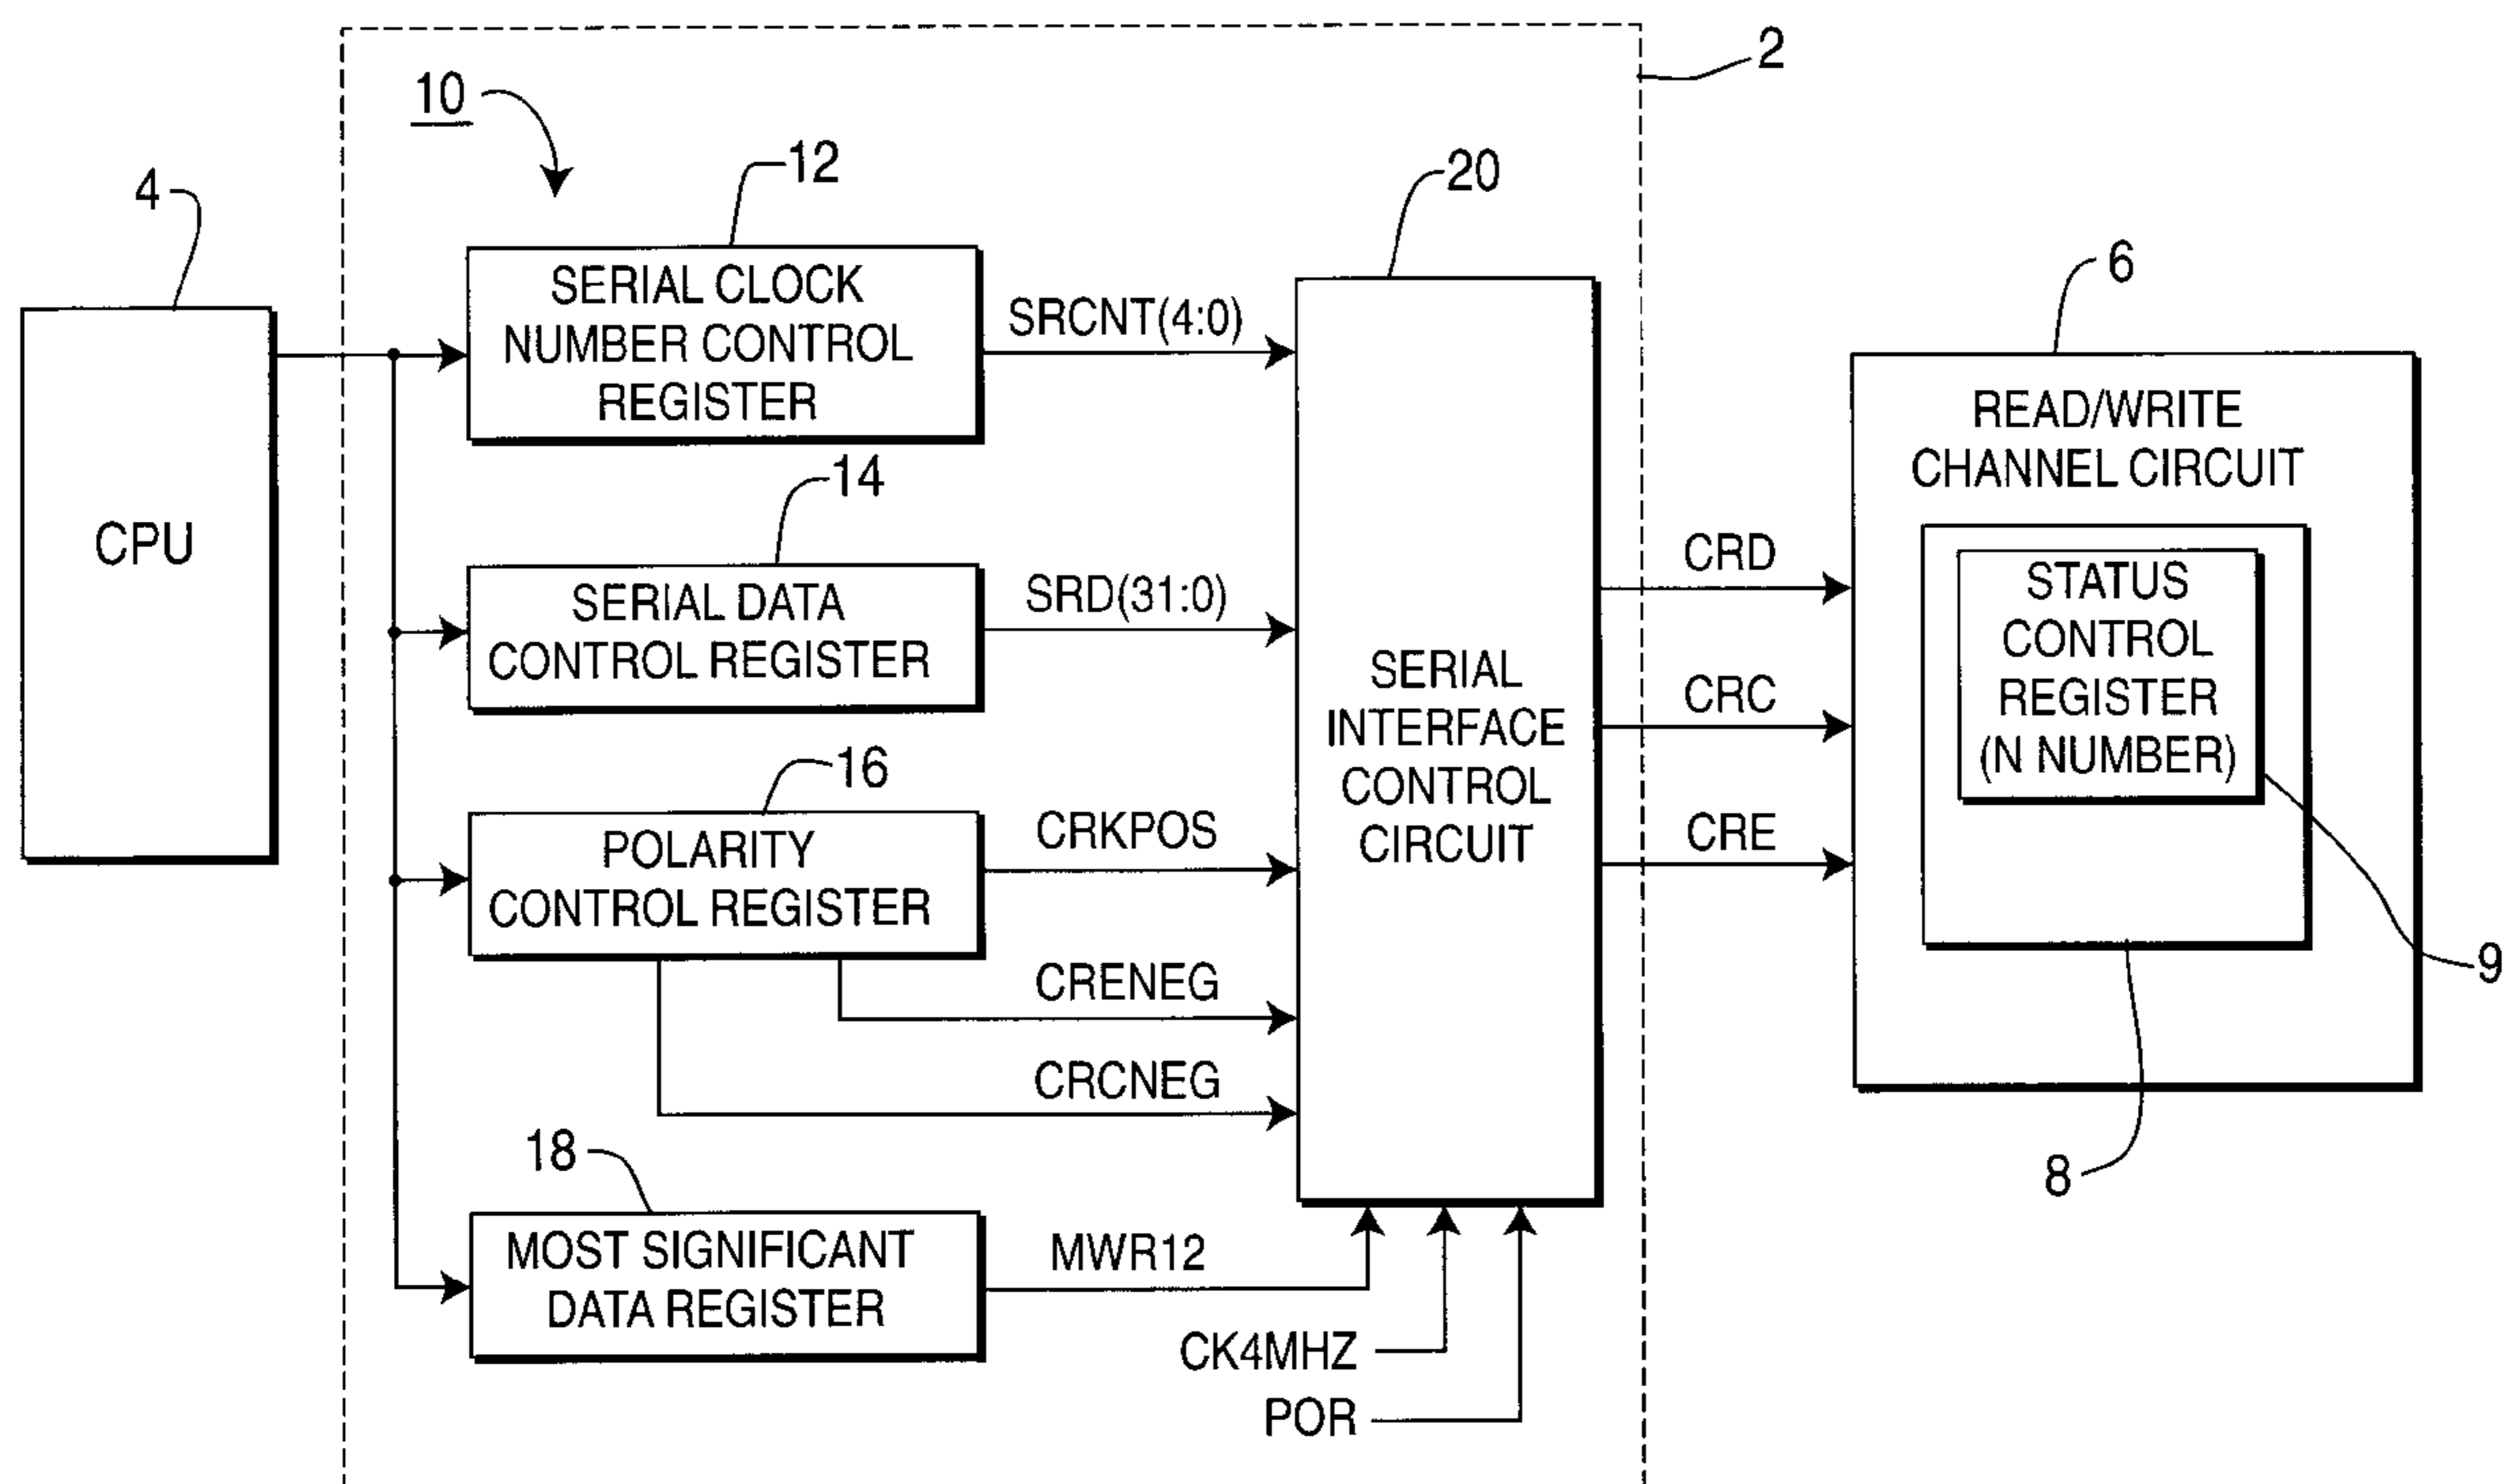 2
10
12
4
20
SERIAL CLOCK
NUMBER CONTROL
REGISTER
SRCNT(4:0)
6
CPU
14
SERIAL DATA
CONTROL REGISTER
SRD(31:0)
SERIAL
INTERFACE
CONTROL
CIRCUIT
READ/WRITE
CHANNEL CIRCUIT
STATUS
CONTROL
REGISTER
(N NUMBER)
CRD
CRC
CRE
16
POLARITY
CONTROL REGISTER
CRKPOS
CRENEG
CRCNEG
9
8
18
MOST SIGNIFICANT
DATA REGISTER
MWR12
CK4MHZ
POR